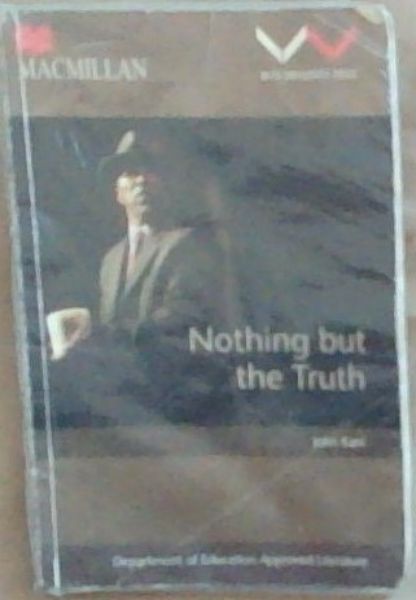 MACMILLAN
Nothing but
the Truth
John Kani
Department of Education Approved Literature